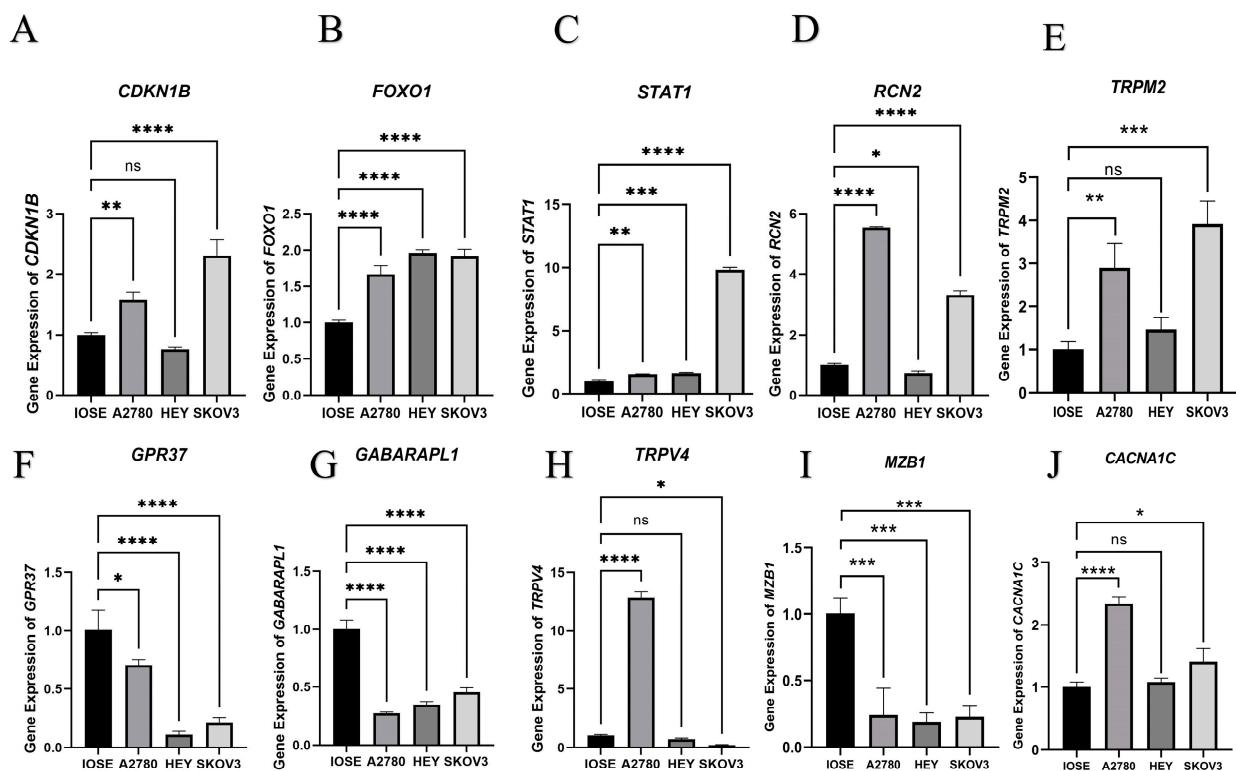 A
CDKN1B
****
ns
**
Gene Expression of CDKN1B
3
2
1
0
IOSE A2780 HEY SKOV3
B
FOXO1
****
****
****
Gene Expression of FOXO1
2.5
2.0
1.5
1.0
0.5
0.0
IOSE A2780 HEY SKOV3
C
STAT1
****
***
**
Gene Expression of STAT1
15
10
5
0
IOSE A2780 HEY SKOV3
D
RCN2
****
*
****
Gene Expression of RCN2
6
4
2
0
IOSE A2780 HEY SKOV3
E
TRPM2
***
ns
**
Gene Expression of TRPM2
5
4
3
2
1
0
IOSE A2780 HEY SKOV3
F
GPR37
****
****
*
Gene Expression of GPR37
1.5
1.0
0.5
0.0
IOSE A2780 HEY SKOV3
G
GABARAPL1
****
****
****
Gene Expression of GABARAPL1
1.5
1.0
0.5
0.0
IOSE A2780 HEY SKOV3
H
TRPV4
*
ns
****
Gene Expression of TRPV4
15
10
5
0
IOSE A2780 HEY SKOV3
I
MZB1
***
***
***
Gene Expression of MZB1
1.5
1.0
0.5
0.0
IOSE A2780 HEY SKOV3
J
CACNA1C
*
ns
****
Gene Expression of CACNA1C
3
2
1
0
IOSE A2780 HEY SKOV3